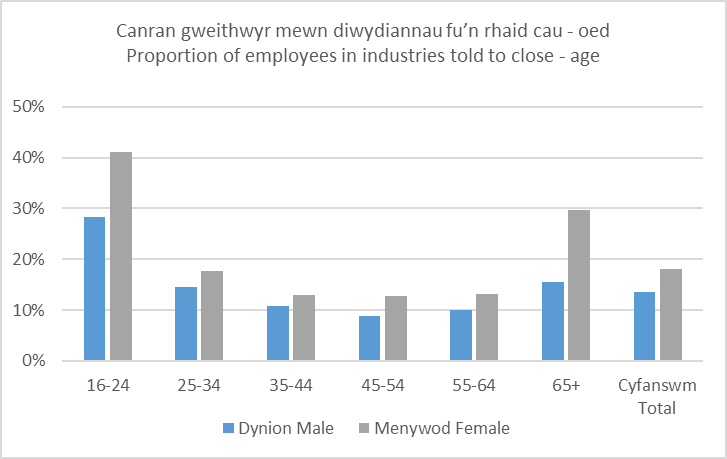 Canran gweithwyr mewn diwydiannau fu'n rhaid cau - oed
Proportion of employees in industries told to close - age
50%
40%
30%
20%
10%
0%
16-24 25-34 35-44 45-54 55-64 65+ Cyfanswm
Total
Dynion Male Menywod Female